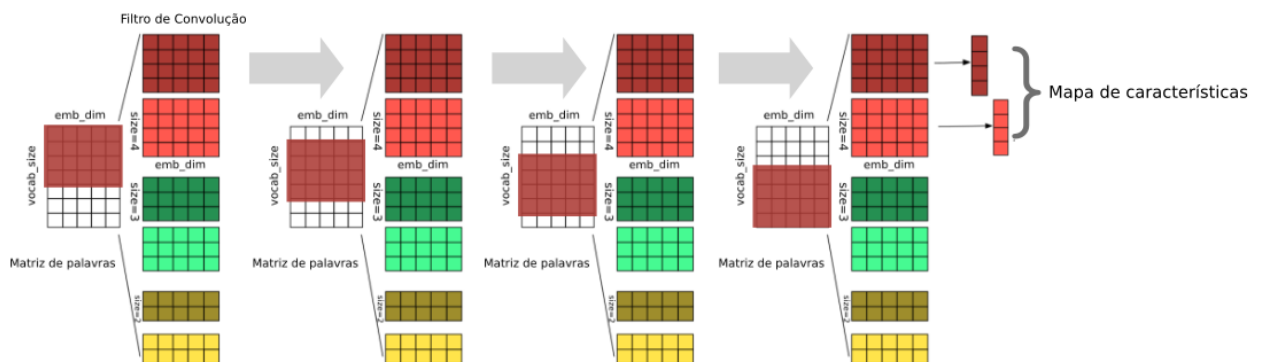 Filtro de Convolução
emb_dim
size=4
vocab_size
emb_dim
size=3
Matriz de palavras
size=2
emb_dim
size=4
emb_dim
size=3
Matriz de palavras
size=2
emb_dim
size=4
vocab_size
emb_dim
size=3
Matriz de palavras
size=2
emb_dim
size=4
vocab_size
emb_dim
size=3
Matriz de palavras
size=2
Mapa de característicās